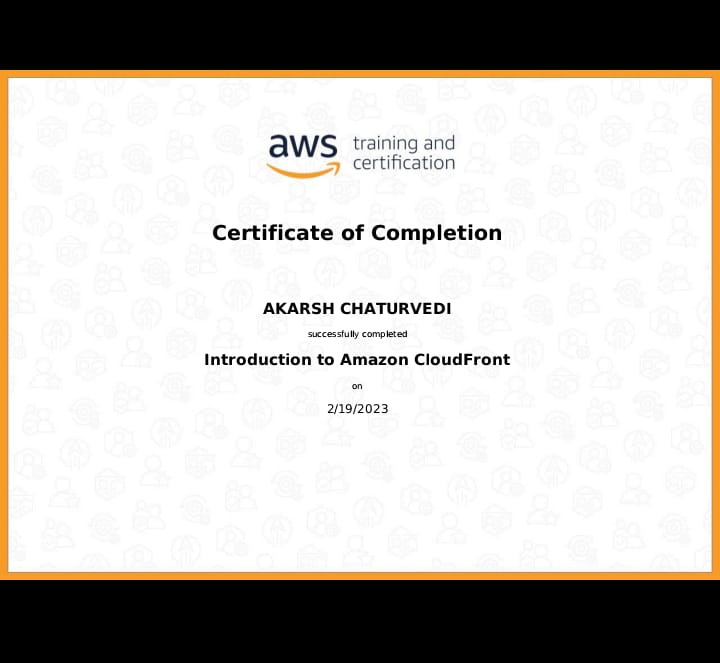 aws training and
certification
Certificate of Completion
AKARSH CHATURVEDI
successfully completed
Introduction to Amazon CloudFront
on
2/19/2023